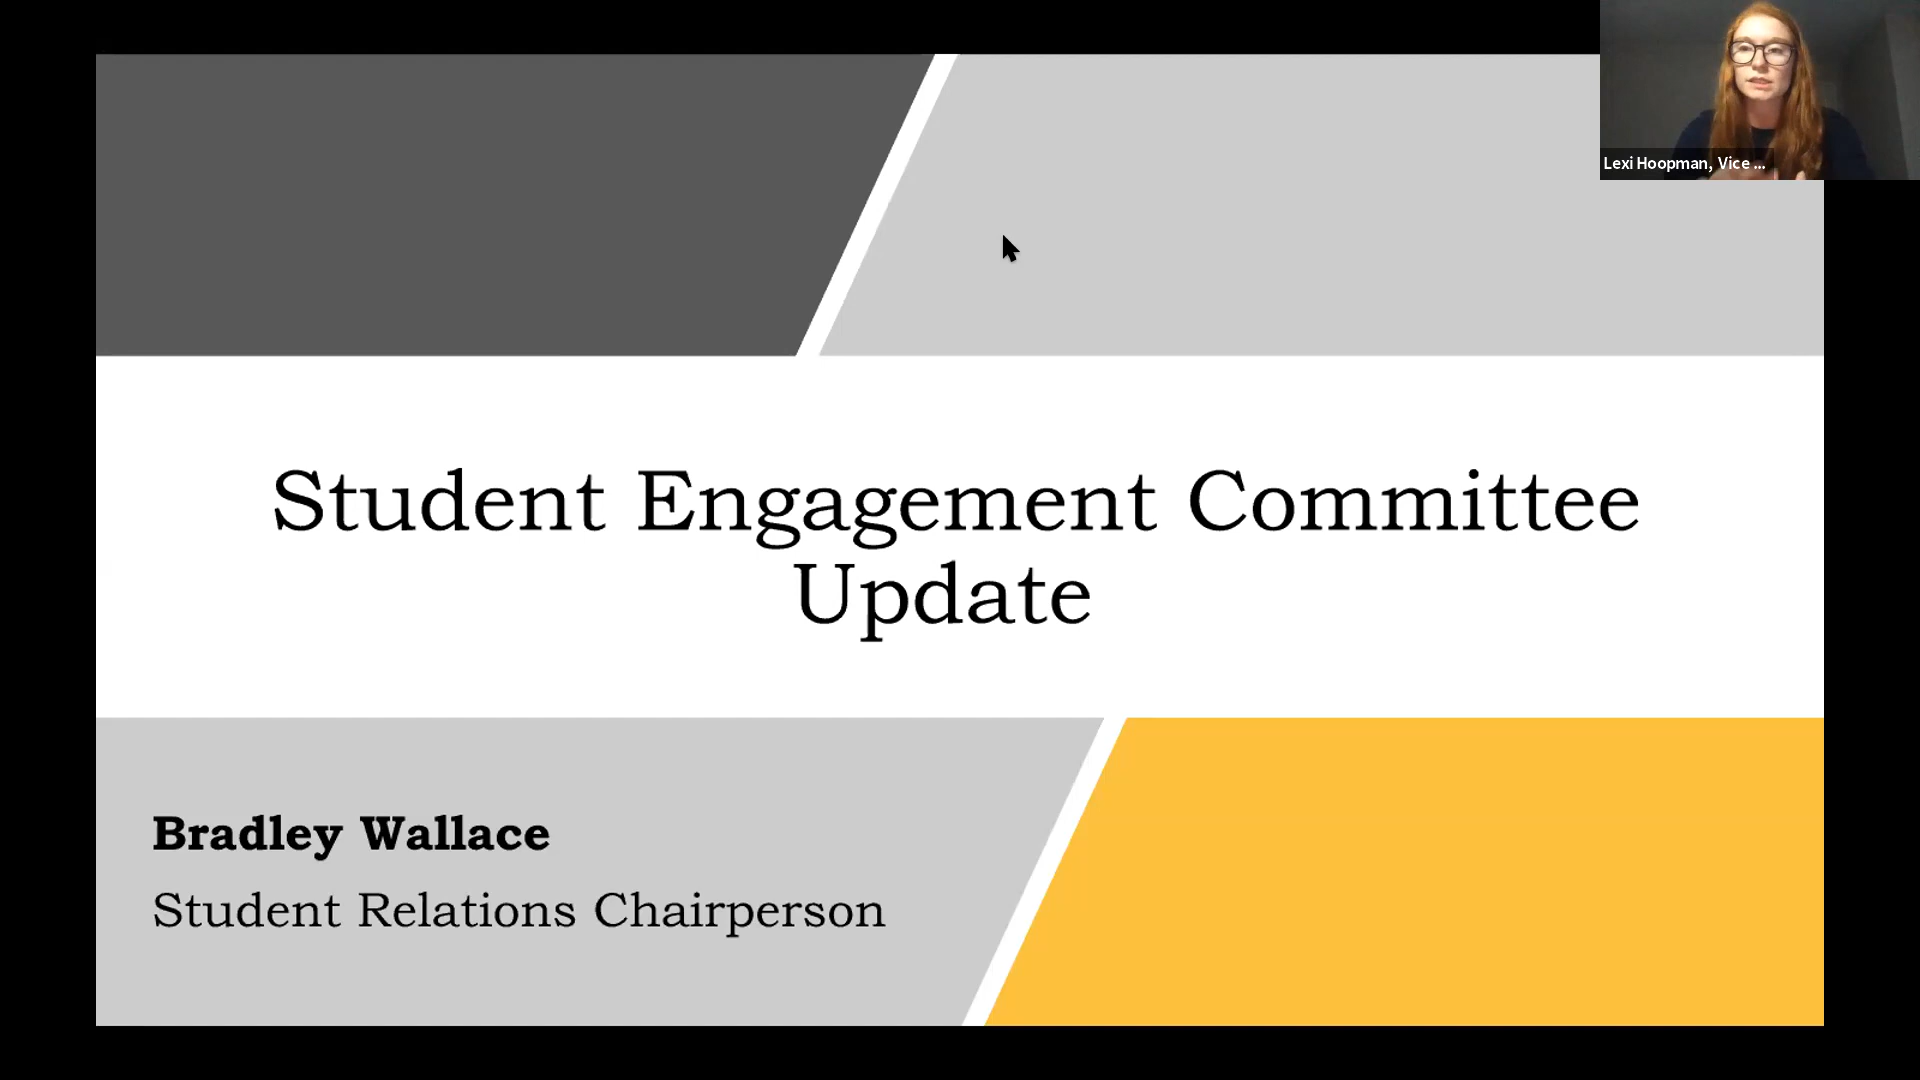 Lexi Hoopman, Vice ...
Student Engagement Committee
Update
Bradley Wallace
Student Relations Chairperson